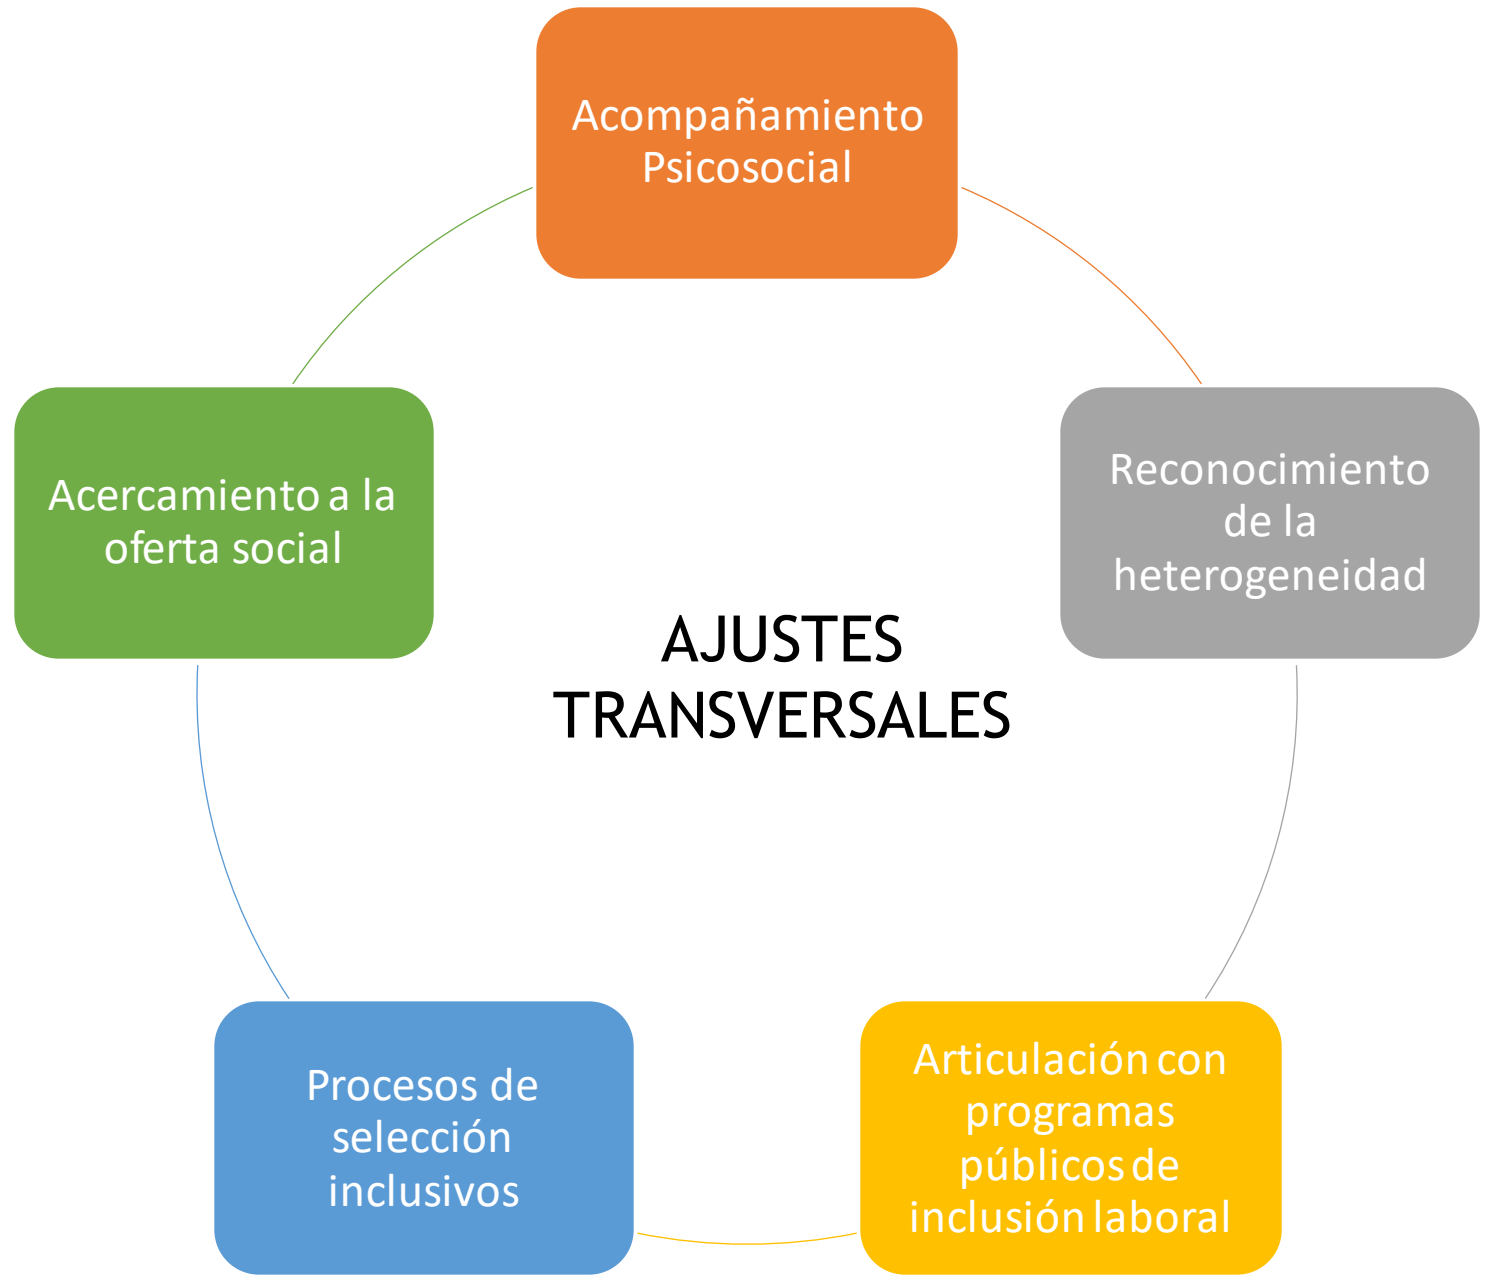 Acompañamiento
Psicosocial
Reconocimiento
de la
heterogeneidad
Articulación con
programas
públicos de
inclusión laboral
Procesos de
selección
inclusivos
Acercamiento a la
oferta social
AJUSTES
TRANSVERSALES